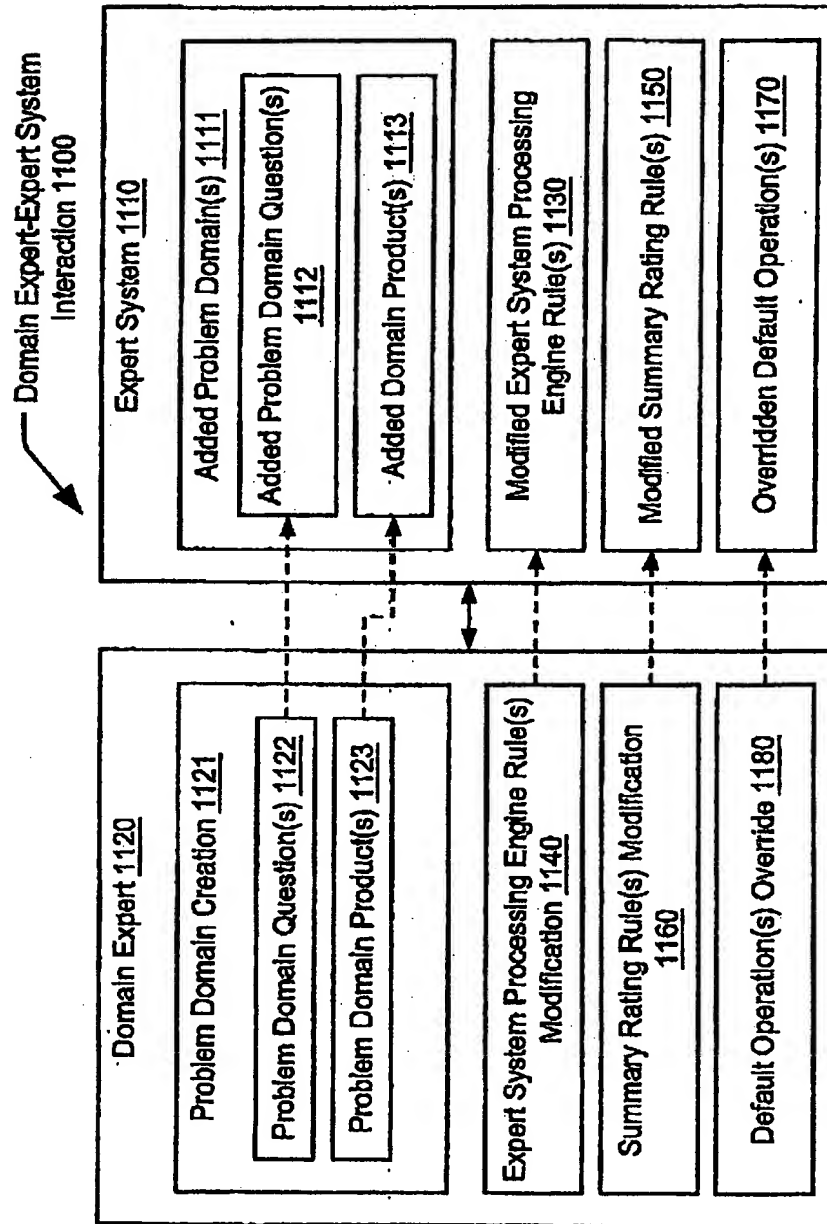 Domain Expert-Expert System
Interaction 1100
Domain Expert 1120
Problem Domain Creation 1121
Problem Domain Question(s) 1122
Problem Domain Product(s) 1123
Expert System Processing Engine Rule(s)
Modification 1140
Summary Rating Rule(s) Modification
1160
Default Operation(s) Override 1180
Expert System 1110
Added Problem Domain(s) 1111
Added Problem Domain Question(s)
1112
Added Domain Product(s) 1113
Modified Expert System Processing
Engine Rule(s) 1130
Modified Summary Rating Rule(s) 1150
Overridden Default Operation(s) 1170